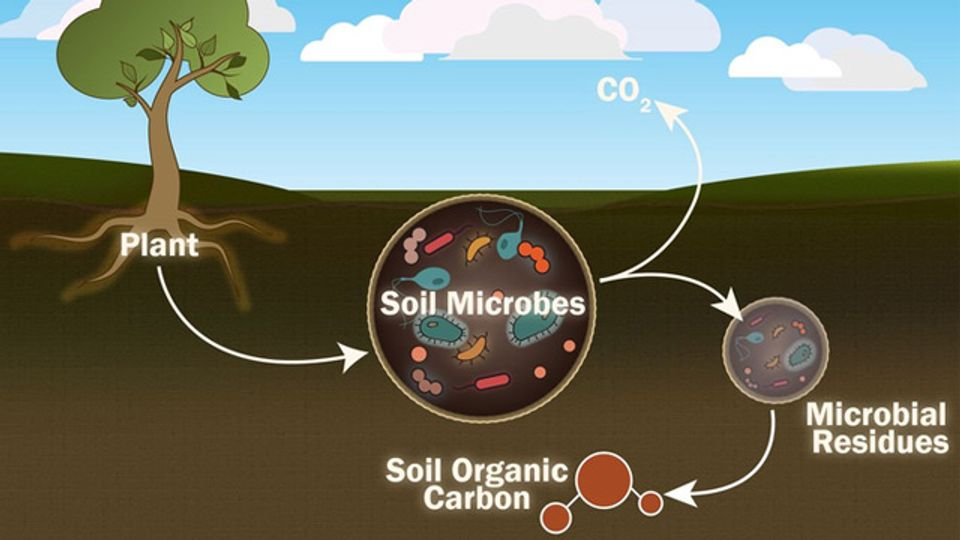 CO2
Plant
Soil Microbes
Microbial
Residues
Soil Organic
Carbon